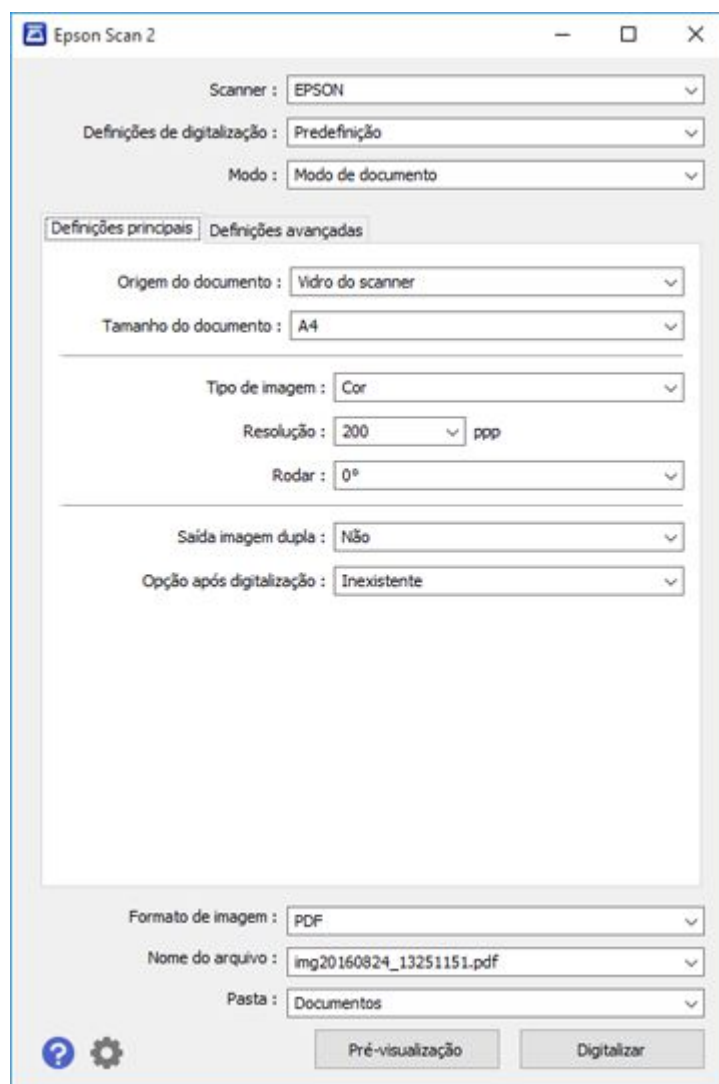 Epson Scan 2
Scanner : EPSON
Definições de digitalização : Predefinição
Modo : Modo de documento
Definições principais Definições avançadas
Origem do documento : Vidro do scanner
Tamanho do documento : A4
Tipo de imagem : Cor
Resolução : 200 ppp
Rodar : 0°
Saída imagem dupla : Não
Opção após digitalização : Inexistente
Formato de imagem : PDF
Nome do arquivo : img20160824_13251151.pdf
Pasta : Documentos
? Pré-visualização Digitalizar